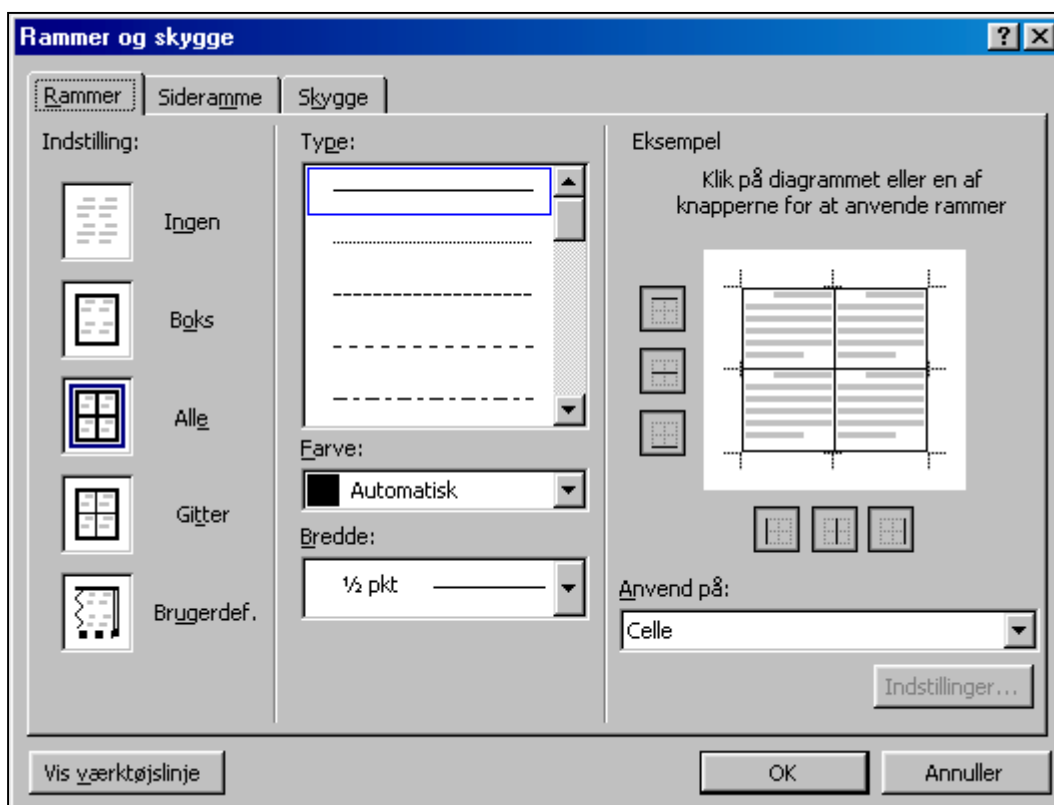 Rammer og skygge
Rammer
Sideramme
Skygge
Indstilling:
Ingen
Boks
Alle
Gitter
Brugerdef.
Type:
Farve:
Automatisk
Bredde:
½ pkt
Eksempel
Klik på diagrammet eller en af
knapperne for at anvende rammer
Anvend på:
Celle
Indstillinger...
Vis værktøjslinje
OK
Annuller